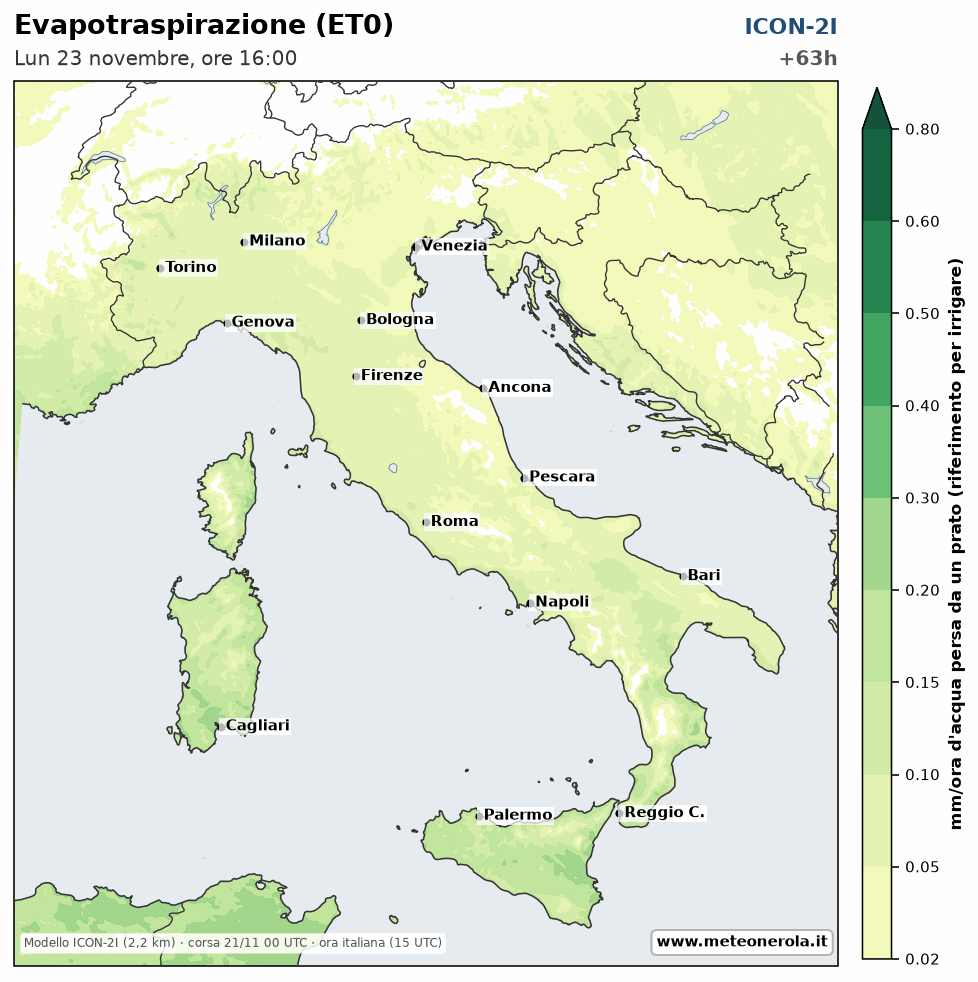 Evapotraspirazione (ET0)
ICON-2I
Lun 23 novembre, ore 16:00
+63h
Milano
Venezia
Torino
Genova
Bologna
Firenze
Ancona
Pescara
Roma
Bari
Napoli
Cagliari
Palermo
Reggio C.
Modello ICON-2I (2,2 km) · corsa 21/11 00 UTC · ora italiana (15 UTC)
www.meteonerola.it
0.80
0.60
0.50
0.40
0.30
0.20
0.15
0.10
0.05
0.02
mm/ora d'acqua persa da un prato (riferimento per irrigare)